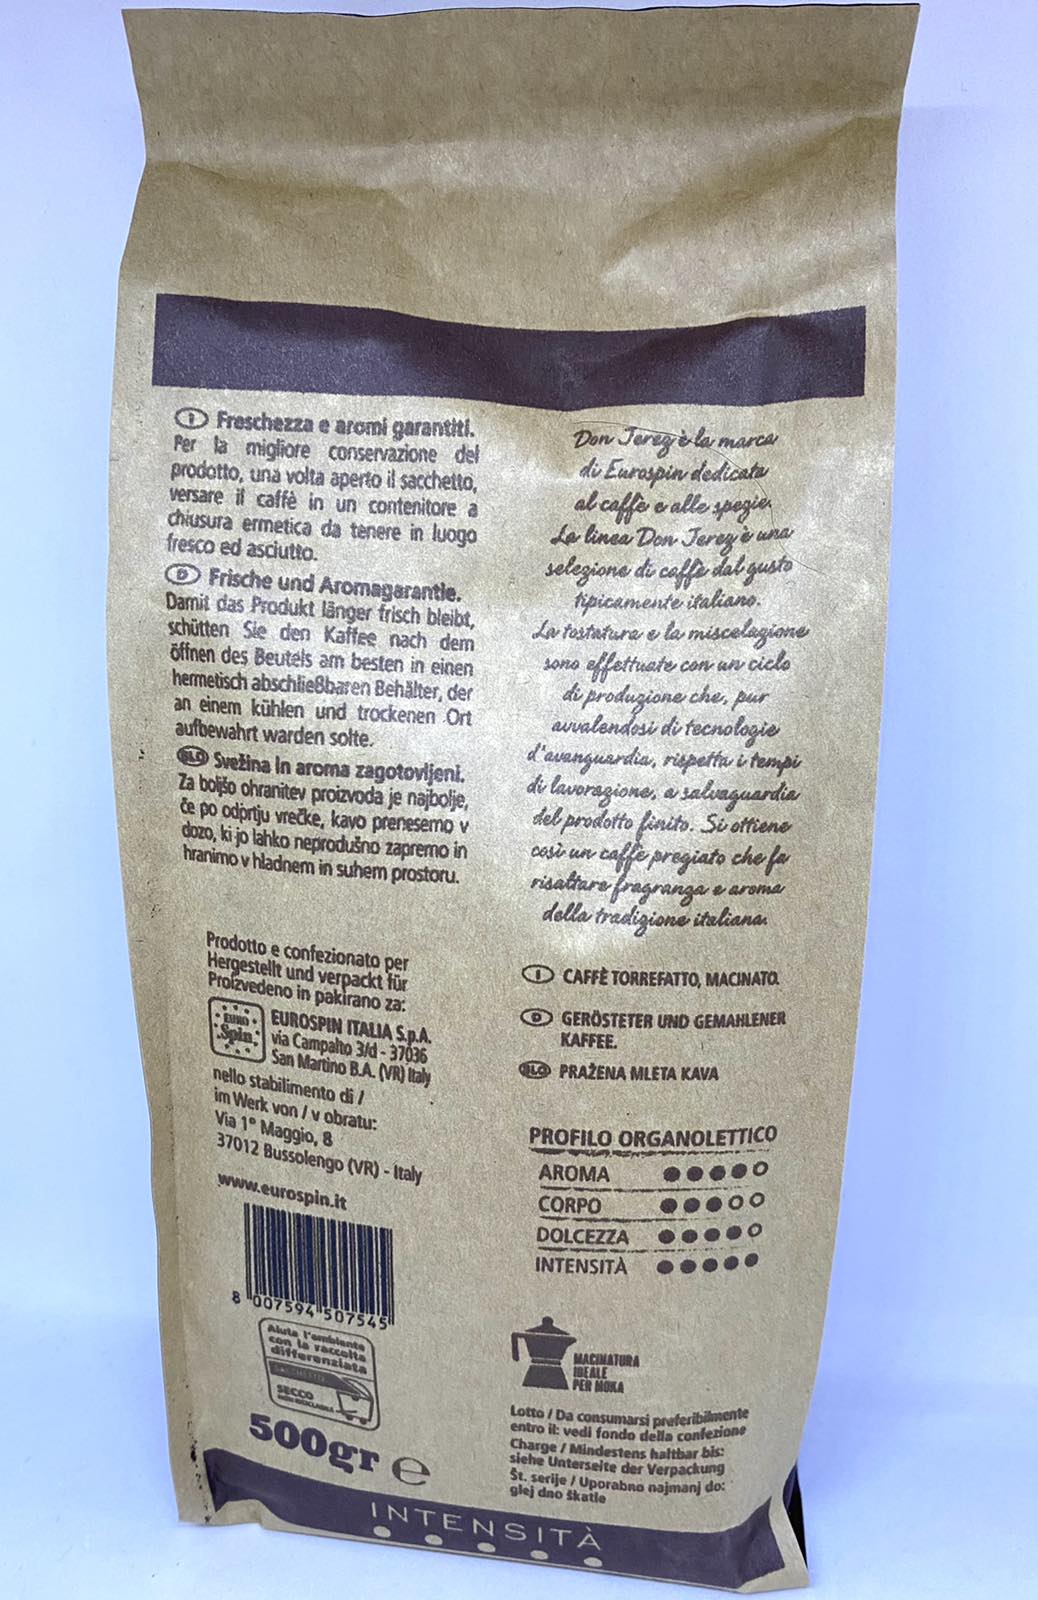 I Freschezza e aromi garantiti.
Per la migliore conservazione del
prodotto, una volta aperto il sacchetto,
versare il caffè in un contenitore a
chiusura ermetica da tenere in luogo
fresco ed asciutto.
D Frische und Aromagarantie.
Damit das Produkt länger frisch bleibt,
schütten Sie den Kaffee nach dem
öffnen des Beutels am besten in einen
hermetisch abschließbaren Behälter, der
an einem kühlen und trockenen Ort
aufbewahrt warden solte.
SLO Svežina in aroma zagotovljeni.
Za boljšo ohranitev proizvoda je najbolje,
če po odprtju vrečke, kavo prenesemo v
dozo, ki jo lahko neprodušno zapremo in
hranimo v hladnem in suhem prostoru.
Prodotto e confezionato per
Hergestellt und verpackt für
Proizvedeno in pakirano za:
EURO
Spin
EUROSPIN ITALIA S.p.A.
via Campalto 3/d - 37036
San Martino B.A. (VR) Italy
nello stabilimento di /
im Werk von / v obratu:
Via 1° Maggio, 8
37012 Bussolengo (VR) - Italy
www.eurospin.it
8 007594 507545
Aiuta l'ambiente
con la raccolta
differenziata
SACCHETTO
SECCO
NON RICICLABILE
500gr e
Don Jerez è la marca
di Eurospin dedicata
al caffè e alle spezie.
La linea Don Jerez è una
selezione di caffè dal gusto
tipicamente italiano.
La tostatura e la miscelazione
sono effettuate con un ciclo
di produzione che, pur
avvalendosi di tecnologie
d'avanguardia, rispetta i tempi
di lavorazione, a salvaguardia
del prodotto finito. Si ottiene
così un caffè pregiato che fa
risaltare fragranza e aroma
della tradizione italiana.
I CAFFÈ TORREFATTO, MACINATO.
D GERÖSTETER UND GEMAHLENER
KAFFEE.
SLO PRAŽENA MLETA KAVA
PROFILO ORGANOLETTICO
AROMA
CORPO
DOLCEZZA
INTENSITÀ
MACINATURA
IDEALE
PER MOKA
Lotto / Da consumarsi preferibilmente
entro il: vedi fondo della confezione
Charge / Mindestens haltbar bis:
siehe Unterseite der Verpackung
Št. serije / Uporabno najmanj do:
glej dno škatle
INTENSITÀ